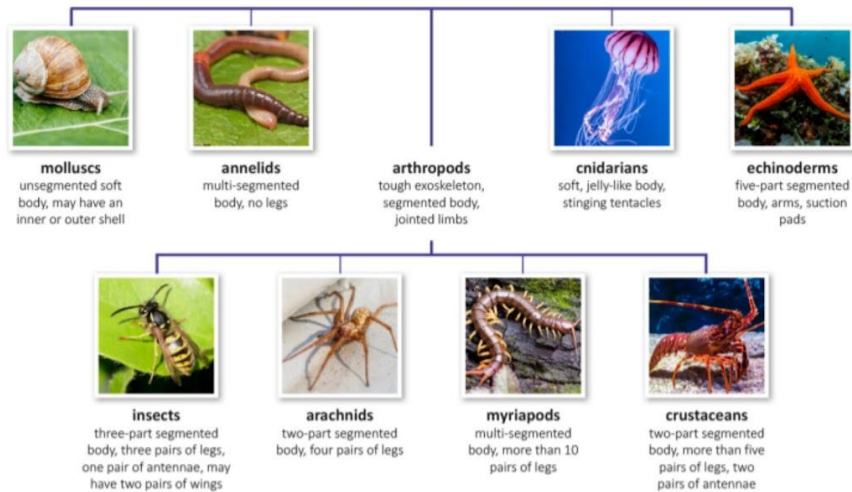 molluscs
unsegmented soft
body, may have an
inner or outer shell
annelids
multi-segmented
body, no legs
arthropods
tough exoskeleton,
segmented body,
jointed limbs
cnidarians
soft, jelly-like body,
stinging tentacles
echinoderms
five-part segmented
body, arms, suction
pads
insects
three-part segmented
body, three pairs of legs,
one pair of antennae, may
have two pairs of wings
arachnids
two-part segmented
body, four pairs of legs
myriapods
multi-segmented
body, more than 10
pairs of legs
crustaceans
two-part segmented
body, more than five
pairs of legs, two
pairs of antennae